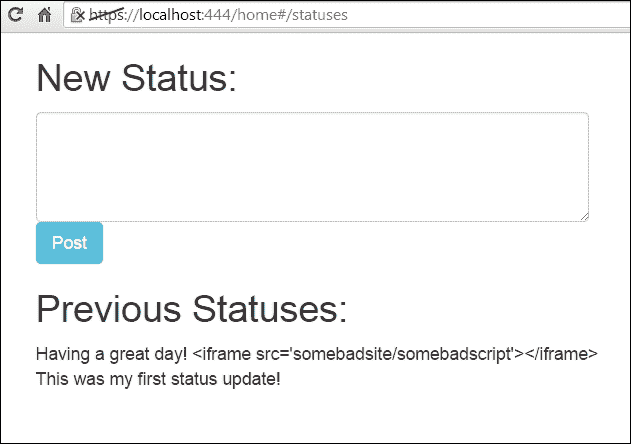 https://localhost:444/home#/statuses
New Status:
Post
Previous Statuses:
Having a great day! <iframe src='somebadsite/somebadscript'></iframe>
This was my first status update!